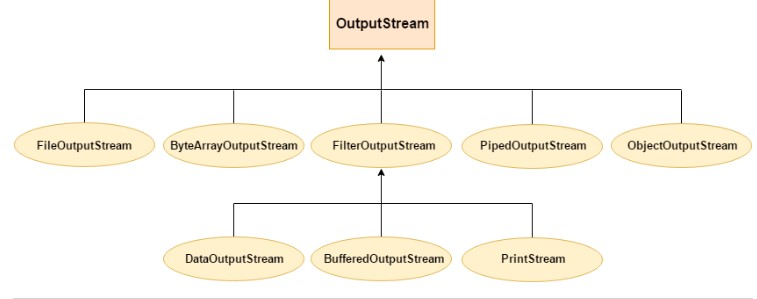 OutputStream
FileOutputStream
ByteArrayOutputStream
FilterOutputStream
PipedOutputStream
ObjectOutputStream
DataOutputStream
BufferedOutputStream
PrintStream